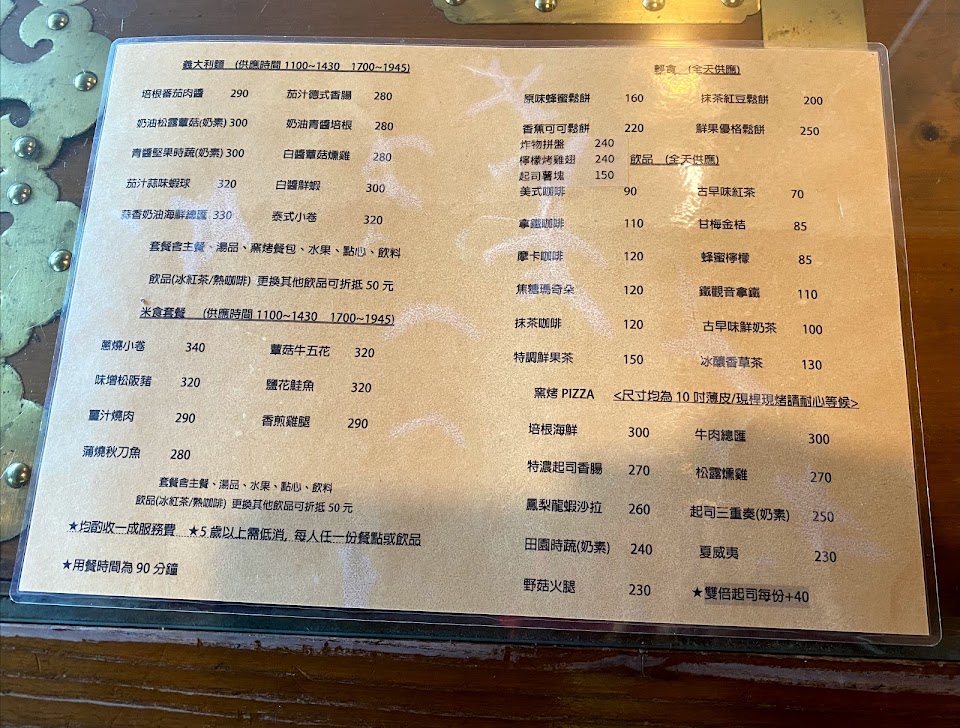 義大利麵 (供應時間 1100~1430 1700~1945)
培根番茄肉醬 290 茄汁德式香腸 280
奶油松露蕈菇(奶素) 300 奶油青醬培根 280
青醬堅果時蔬(奶素) 300 白醬蕈菇燻雞 280
茄汁蒜味蝦球 320 白醬鮮蝦 300
蒜香奶油海鮮總匯 330 泰式小卷 320
套餐含主餐、湯品、窯烤餐包、水果、點心、飲料
飲品(冰紅茶/熱咖啡) 更換其他飲品可折抵 50 元
米食套餐 (供應時間 1100~1430 1700~1945)
蔥燒小卷 340 蕈菇牛五花 320
味增松阪豬 320 鹽花鮭魚 320
薑汁燒肉 290 香煎雞腿 290
蒲燒秋刀魚 280
套餐含主餐、湯品、水果、點心、飲料
飲品(冰紅茶/熱咖啡) 更換其他飲品可折抵 50 元
★均酌收一成服務費 ★5 歲以上需低消, 每人任一份餐點或飲品
★用餐時間為 90 分鐘
輕食 (全天供應)
原味蜂蜜鬆餅 160 抹茶紅豆鬆餅 200
香蕉可可鬆餅 220 鮮果優格鬆餅 250
炸物拼盤 240
檸檬烤雞翅 240
起司薯塊 150
飲品 (全天供應)
美式咖啡 90 古早味紅茶 70
拿鐵咖啡 110 甘梅金桔 85
摩卡咖啡 120 蜂蜜檸檬 85
焦糖瑪奇朵 120 鐵觀音拿鐵 110
抹茶咖啡 120 古早味鮮奶茶 100
特調鮮果茶 150 冰釀香草茶 130
窯烤 PIZZA <尺寸均為 10 吋薄皮/現桿現烤請耐心等候>
培根海鮮 300 牛肉總匯 300
特濃起司香腸 270 松露燻雞 270
鳳梨龍蝦沙拉 260 起司三重奏(奶素) 250
田園時蔬(奶素) 240 夏威夷 230
野菇火腿 230 ★雙倍起司每份+40